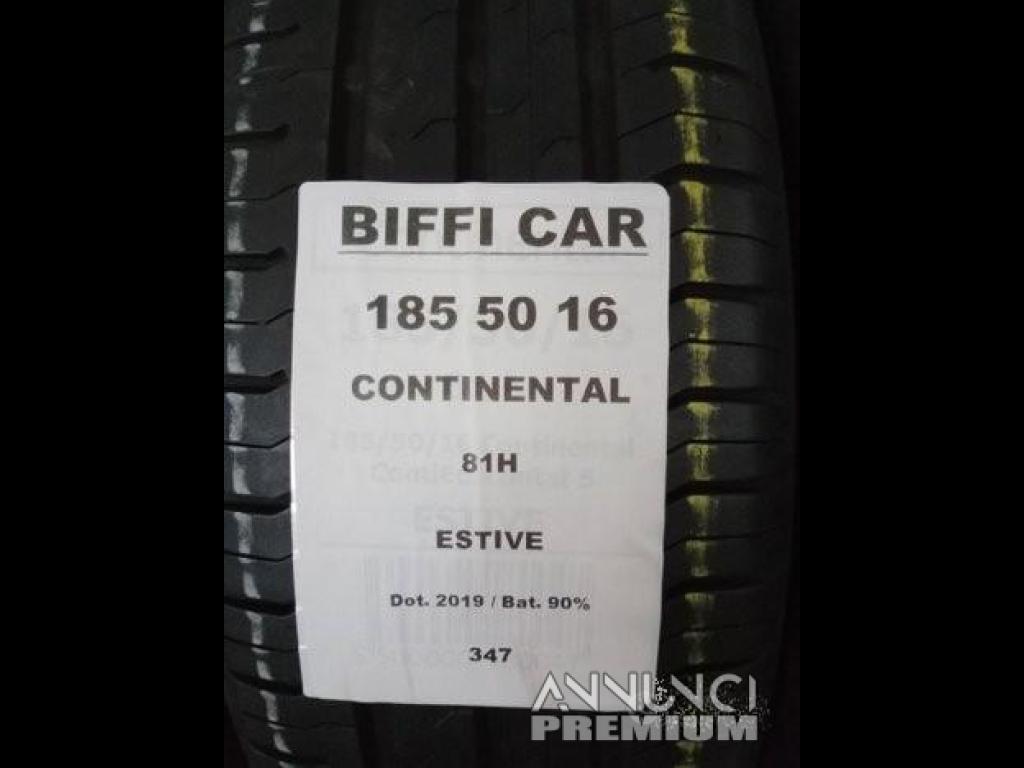 BIFFI CAR
185 50 16
CONTINENTAL
81H
ESTIVE
Dot. 2019 / Bat. 90%
347
ANNUNCI
PREMIUM